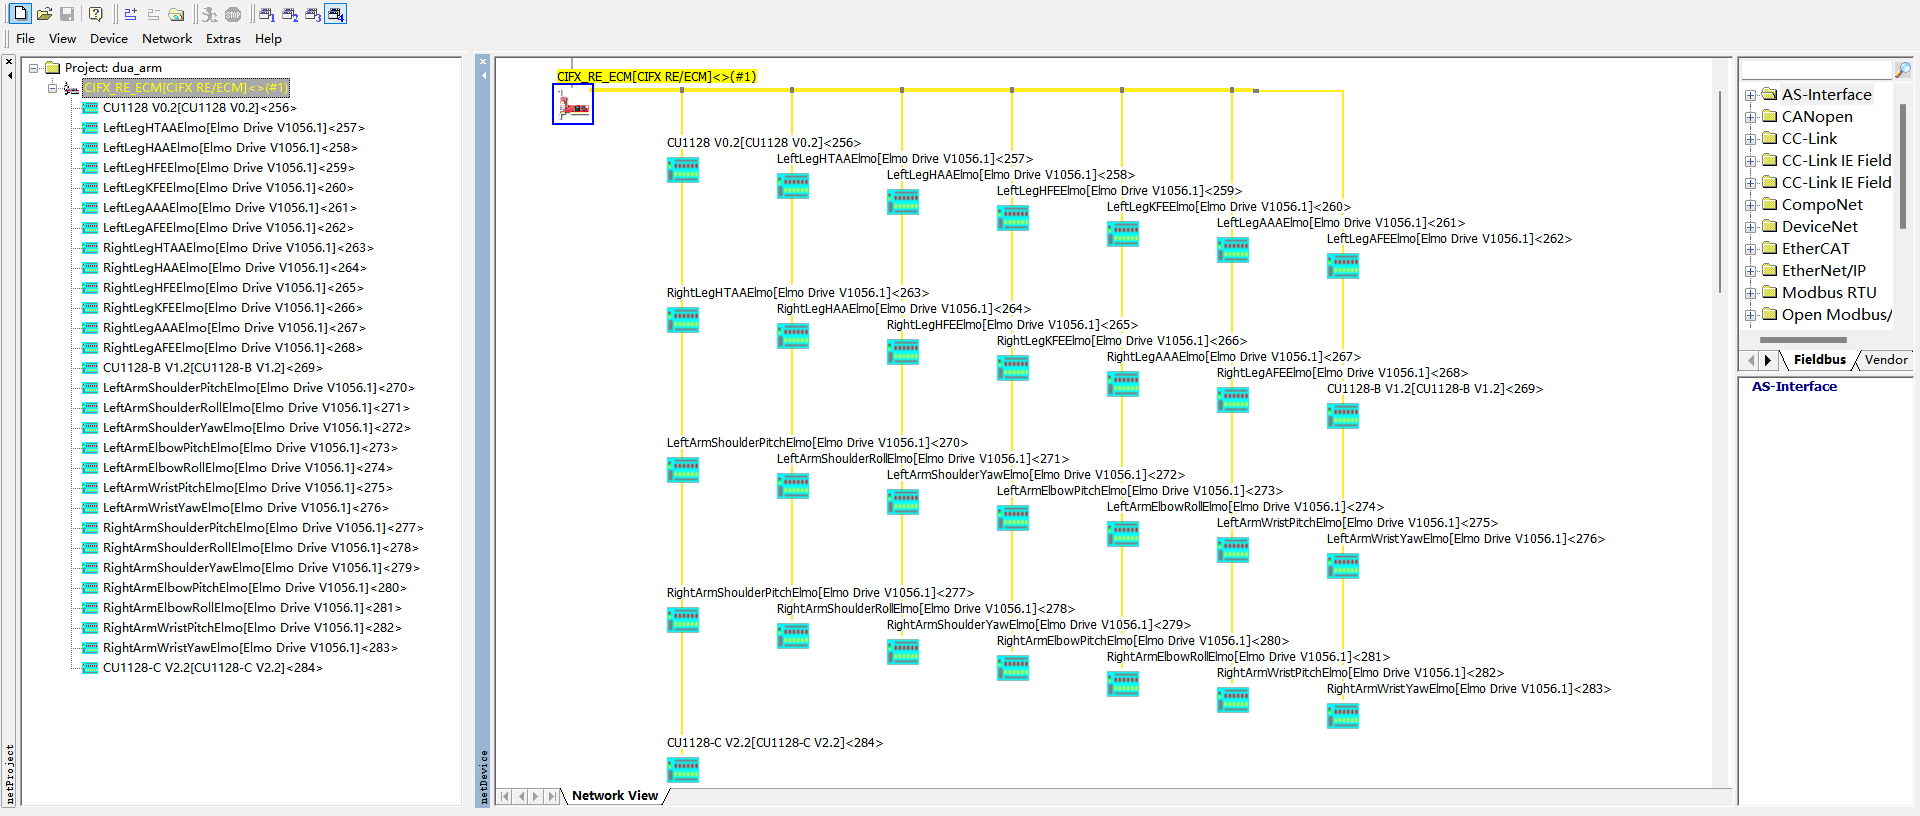 1 2 3 4
File View Device Network Extras Help
netProject
Project: dua_arm
CIFX_RE_ECM[CIFX RE/ECM]<>(#1)
CU1128 V0.2[CU1128 V0.2]<256>
LeftLegHTAAElmo[Elmo Drive V1056.1]<257>
LeftLegHAAElmo[Elmo Drive V1056.1]<258>
LeftLegHFEElmo[Elmo Drive V1056.1]<259>
LeftLegKFEElmo[Elmo Drive V1056.1]<260>
LeftLegAAAElmo[Elmo Drive V1056.1]<261>
LeftLegAFEElmo[Elmo Drive V1056.1]<262>
RightLegHTAAElmo[Elmo Drive V1056.1]<263>
RightLegHAAElmo[Elmo Drive V1056.1]<264>
RightLegHFEElmo[Elmo Drive V1056.1]<265>
RightLegKFEElmo[Elmo Drive V1056.1]<266>
RightLegAAAElmo[Elmo Drive V1056.1]<267>
RightLegAFEElmo[Elmo Drive V1056.1]<268>
CU1128-B V1.2[CU1128-B V1.2]<269>
LeftArmShoulderPitchElmo[Elmo Drive V1056.1]<270>
LeftArmShoulderRollElmo[Elmo Drive V1056.1]<271>
LeftArmShoulderYawElmo[Elmo Drive V1056.1]<272>
LeftArmElbowPitchElmo[Elmo Drive V1056.1]<273>
LeftArmElbowRollElmo[Elmo Drive V1056.1]<274>
LeftArmWristPitchElmo[Elmo Drive V1056.1]<275>
LeftArmWristYawElmo[Elmo Drive V1056.1]<276>
RightArmShoulderPitchElmo[Elmo Drive V1056.1]<277>
RightArmShoulderRollElmo[Elmo Drive V1056.1]<278>
RightArmShoulderYawElmo[Elmo Drive V1056.1]<279>
RightArmElbowPitchElmo[Elmo Drive V1056.1]<280>
RightArmElbowRollElmo[Elmo Drive V1056.1]<281>
RightArmWristPitchElmo[Elmo Drive V1056.1]<282>
RightArmWristYawElmo[Elmo Drive V1056.1]<283>
CU1128-C V2.2[CU1128-C V2.2]<284>
netDevice
CIFX_RE_ECM[CIFX RE/ECM]<>(#1)
CU1128 V0.2[CU1128 V0.2]<256>
LeftLegHTAAElmo[Elmo Drive V1056.1]<257>
LeftLegHAAElmo[Elmo Drive V1056.1]<258>
LeftLegHFEElmo[Elmo Drive V1056.1]<259>
LeftLegKFEElmo[Elmo Drive V1056.1]<260>
LeftLegAAAElmo[Elmo Drive V1056.1]<261>
LeftLegAFEElmo[Elmo Drive V1056.1]<262>
RightLegHTAAElmo[Elmo Drive V1056.1]<263>
RightLegHAAElmo[Elmo Drive V1056.1]<264>
RightLegHFEElmo[Elmo Drive V1056.1]<265>
RightLegKFEElmo[Elmo Drive V1056.1]<266>
RightLegAAAElmo[Elmo Drive V1056.1]<267>
RightLegAFEElmo[Elmo Drive V1056.1]<268>
CU1128-B V1.2[CU1128-B V1.2]<269>
LeftArmShoulderPitchElmo[Elmo Drive V1056.1]<270>
LeftArmShoulderRollElmo[Elmo Drive V1056.1]<271>
LeftArmShoulderYawElmo[Elmo Drive V1056.1]<272>
LeftArmElbowPitchElmo[Elmo Drive V1056.1]<273>
LeftArmElbowRollElmo[Elmo Drive V1056.1]<274>
LeftArmWristPitchElmo[Elmo Drive V1056.1]<275>
LeftArmWristYawElmo[Elmo Drive V1056.1]<276>
RightArmShoulderPitchElmo[Elmo Drive V1056.1]<277>
RightArmShoulderRollElmo[Elmo Drive V1056.1]<278>
RightArmShoulderYawElmo[Elmo Drive V1056.1]<279>
RightArmElbowPitchElmo[Elmo Drive V1056.1]<280>
RightArmElbowRollElmo[Elmo Drive V1056.1]<281>
RightArmWristPitchElmo[Elmo Drive V1056.1]<282>
RightArmWristYawElmo[Elmo Drive V1056.1]<283>
CU1128-C V2.2[CU1128-C V2.2]<284>
Network View
AS-Interface
CANopen
CC-Link
CC-Link IE Field
CC-Link IE Field
CompoNet
DeviceNet
EtherCAT
EtherNet/IP
Modbus RTU
Open Modbus/
Fieldbus Vendor
AS-Interface